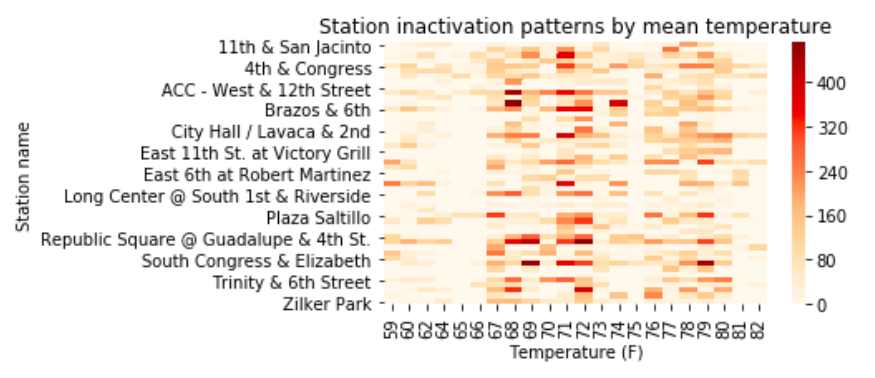 Station inactivation patterns by mean temperature
11th & San Jacinto
4th & Congress
ACC - West & 12th Street
Brazos & 6th
City Hall / Lavaca & 2nd
East 11th St. at Victory Grill
East 6th at Robert Martinez
Long Center @ South 1st & Riverside
Plaza Saltillo
Republic Square @ Guadalupe & 4th St.
South Congress & Elizabeth
Trinity & 6th Street
Zilker Park
Station name
59 60 62 64 65 66 67 68 69 70 71 72 73 74 75 76 77 78 79 80 81 82
Temperature (F)
400
320
240
160
80
0